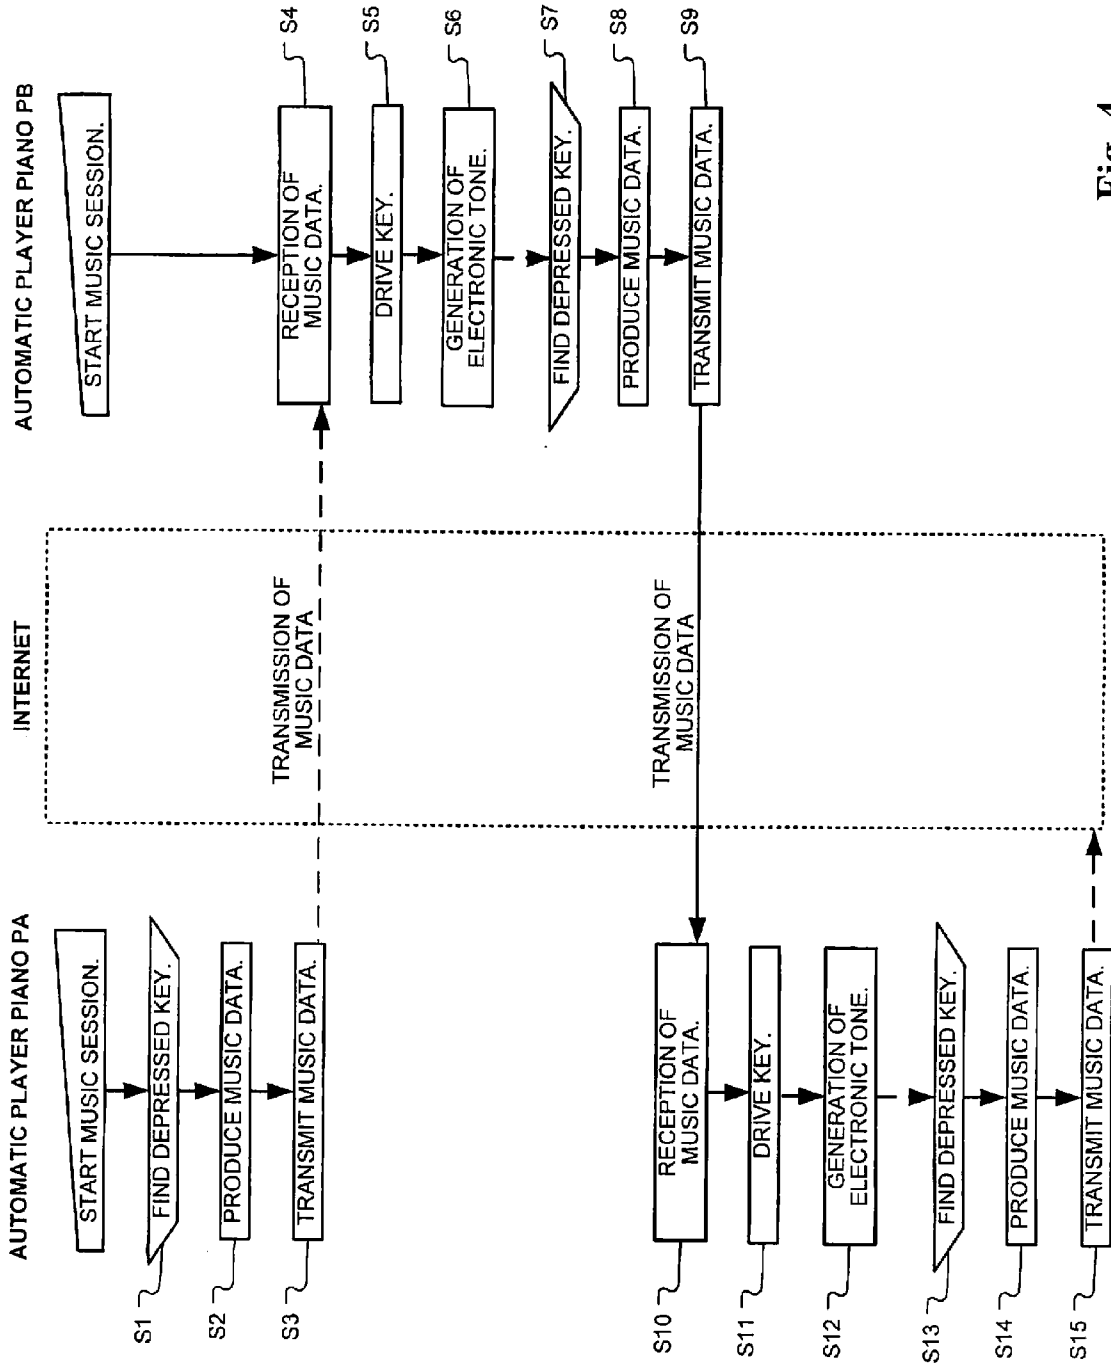 AUTOMATIC PLAYER PIANO PA
START MUSIC SESSION.
S1
FIND DEPRESSED KEY.
S2
PRODUCE MUSIC DATA.
S3
TRANSMIT MUSIC DATA.
S10
RECEPTION OF
MUSIC DATA.
S11
DRIVE KEY.
S12
GENERATION OF
ELECTRONIC TONE.
S13
FIND DEPRESSED KEY.
S14
PRODUCE MUSIC DATA.
S15
TRANSMIT MUSIC DATA.
INTERNET
TRANSMISSION OF
MUSIC DATA
TRANSMISSION OF
MUSIC DATA
AUTOMATIC PLAYER PIANO PB
START MUSIC SESSION.
RECEPTION OF
MUSIC DATA.
S4
DRIVE KEY.
S5
GENERATION OF
ELECTRONIC TONE.
S6
FIND DEPRESSED KEY.
S7
PRODUCE MUSIC DATA.
S8
TRANSMIT MUSIC DATA.
S9